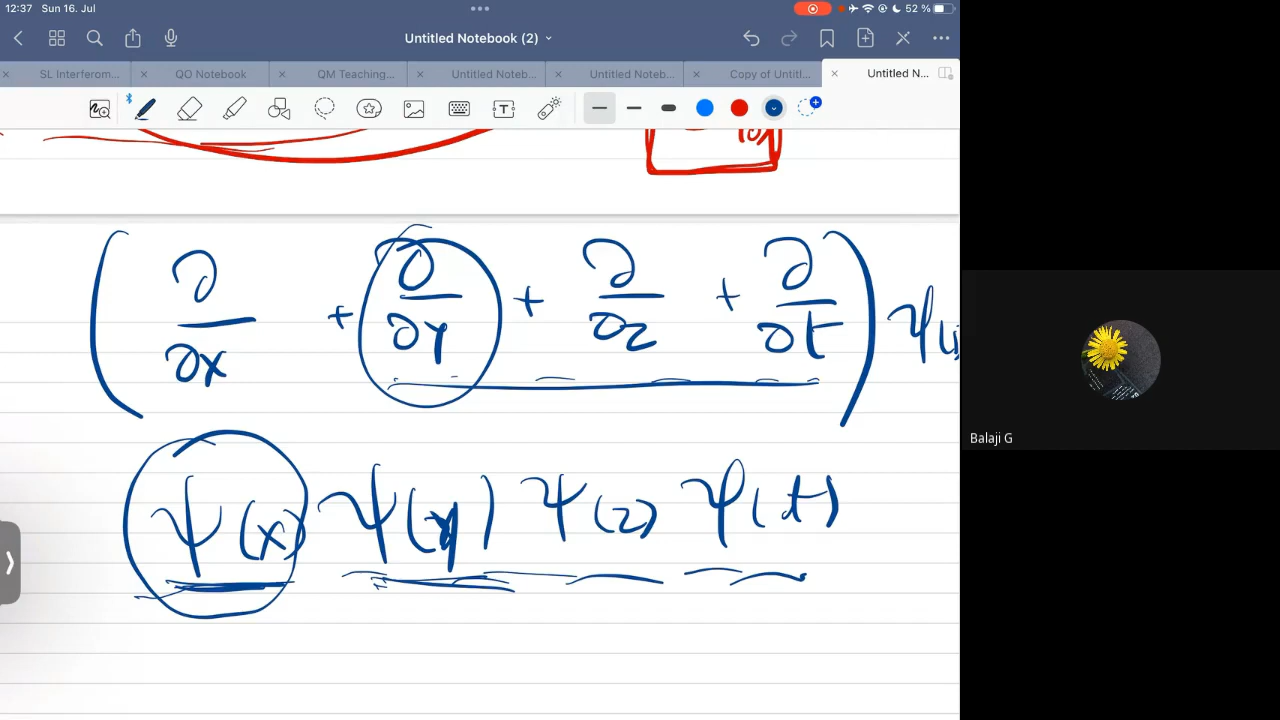 12:37 Sun 16. Jul
52 %
Untitled Notebook (2)
SL Interferom...
QO Notebook
QM Teaching...
Untitled Noteb...
Untitled Noteb...
Copy of Untitl...
Untitled N...
( ∂/∂x + ∂/∂y + ∂/∂z + ∂/∂t ) ψ(
ψ(x) ψ(y) ψ(z) ψ(t)
Balaji G